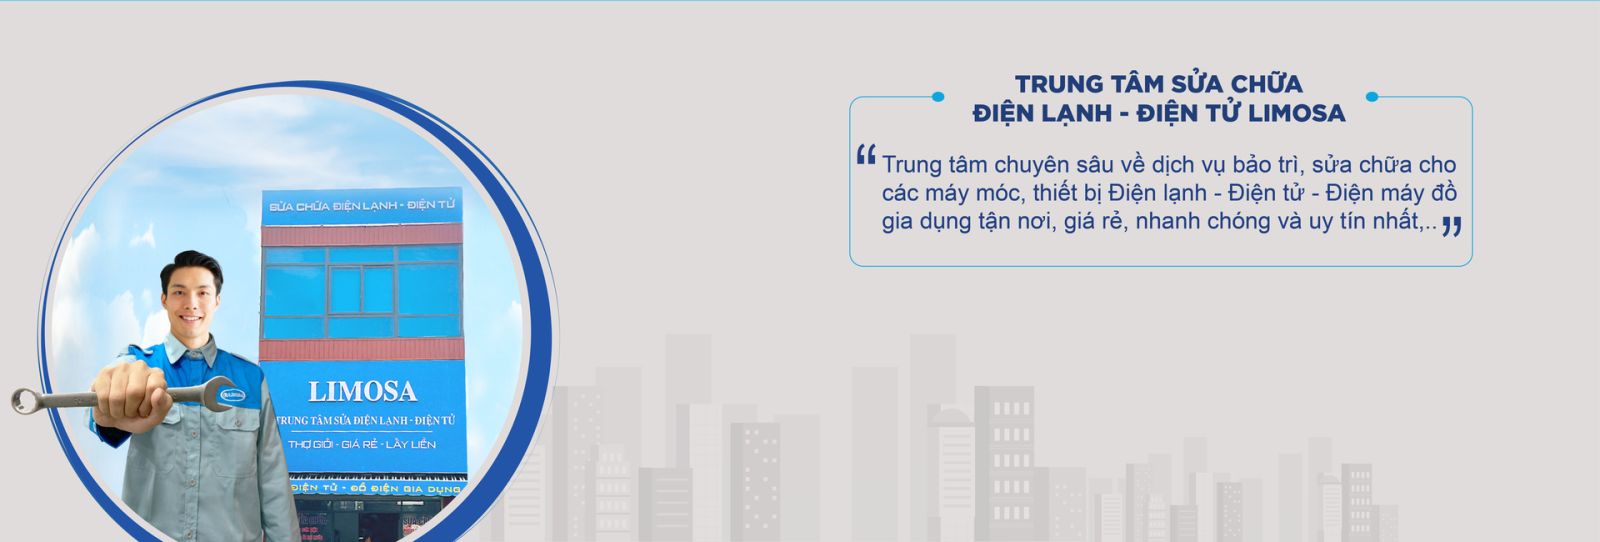 TRUNG TÂM SỬA CHỮA
ĐIỆN LẠNH - ĐIỆN TỬ LIMOSA
“ Trung tâm chuyên sâu về dịch vụ bảo trì, sửa chữa cho
các máy móc, thiết bị Điện lạnh - Điện tử - Điện máy đồ
gia dụng tận nơi, giá rẻ, nhanh chóng và uy tín nhất,.. ”
SỬA CHỮA ĐIỆN LẠNH - ĐIỆN TỬ
LIMOSA
TRUNG TÂM SỬA ĐIỆN LẠNH - ĐIỆN TỬ
THỢ GIỎI - GIÁ RẺ - LẤY LIỀN
ĐIỆN TỬ - ĐỒ ĐIỆN GIA DỤNG